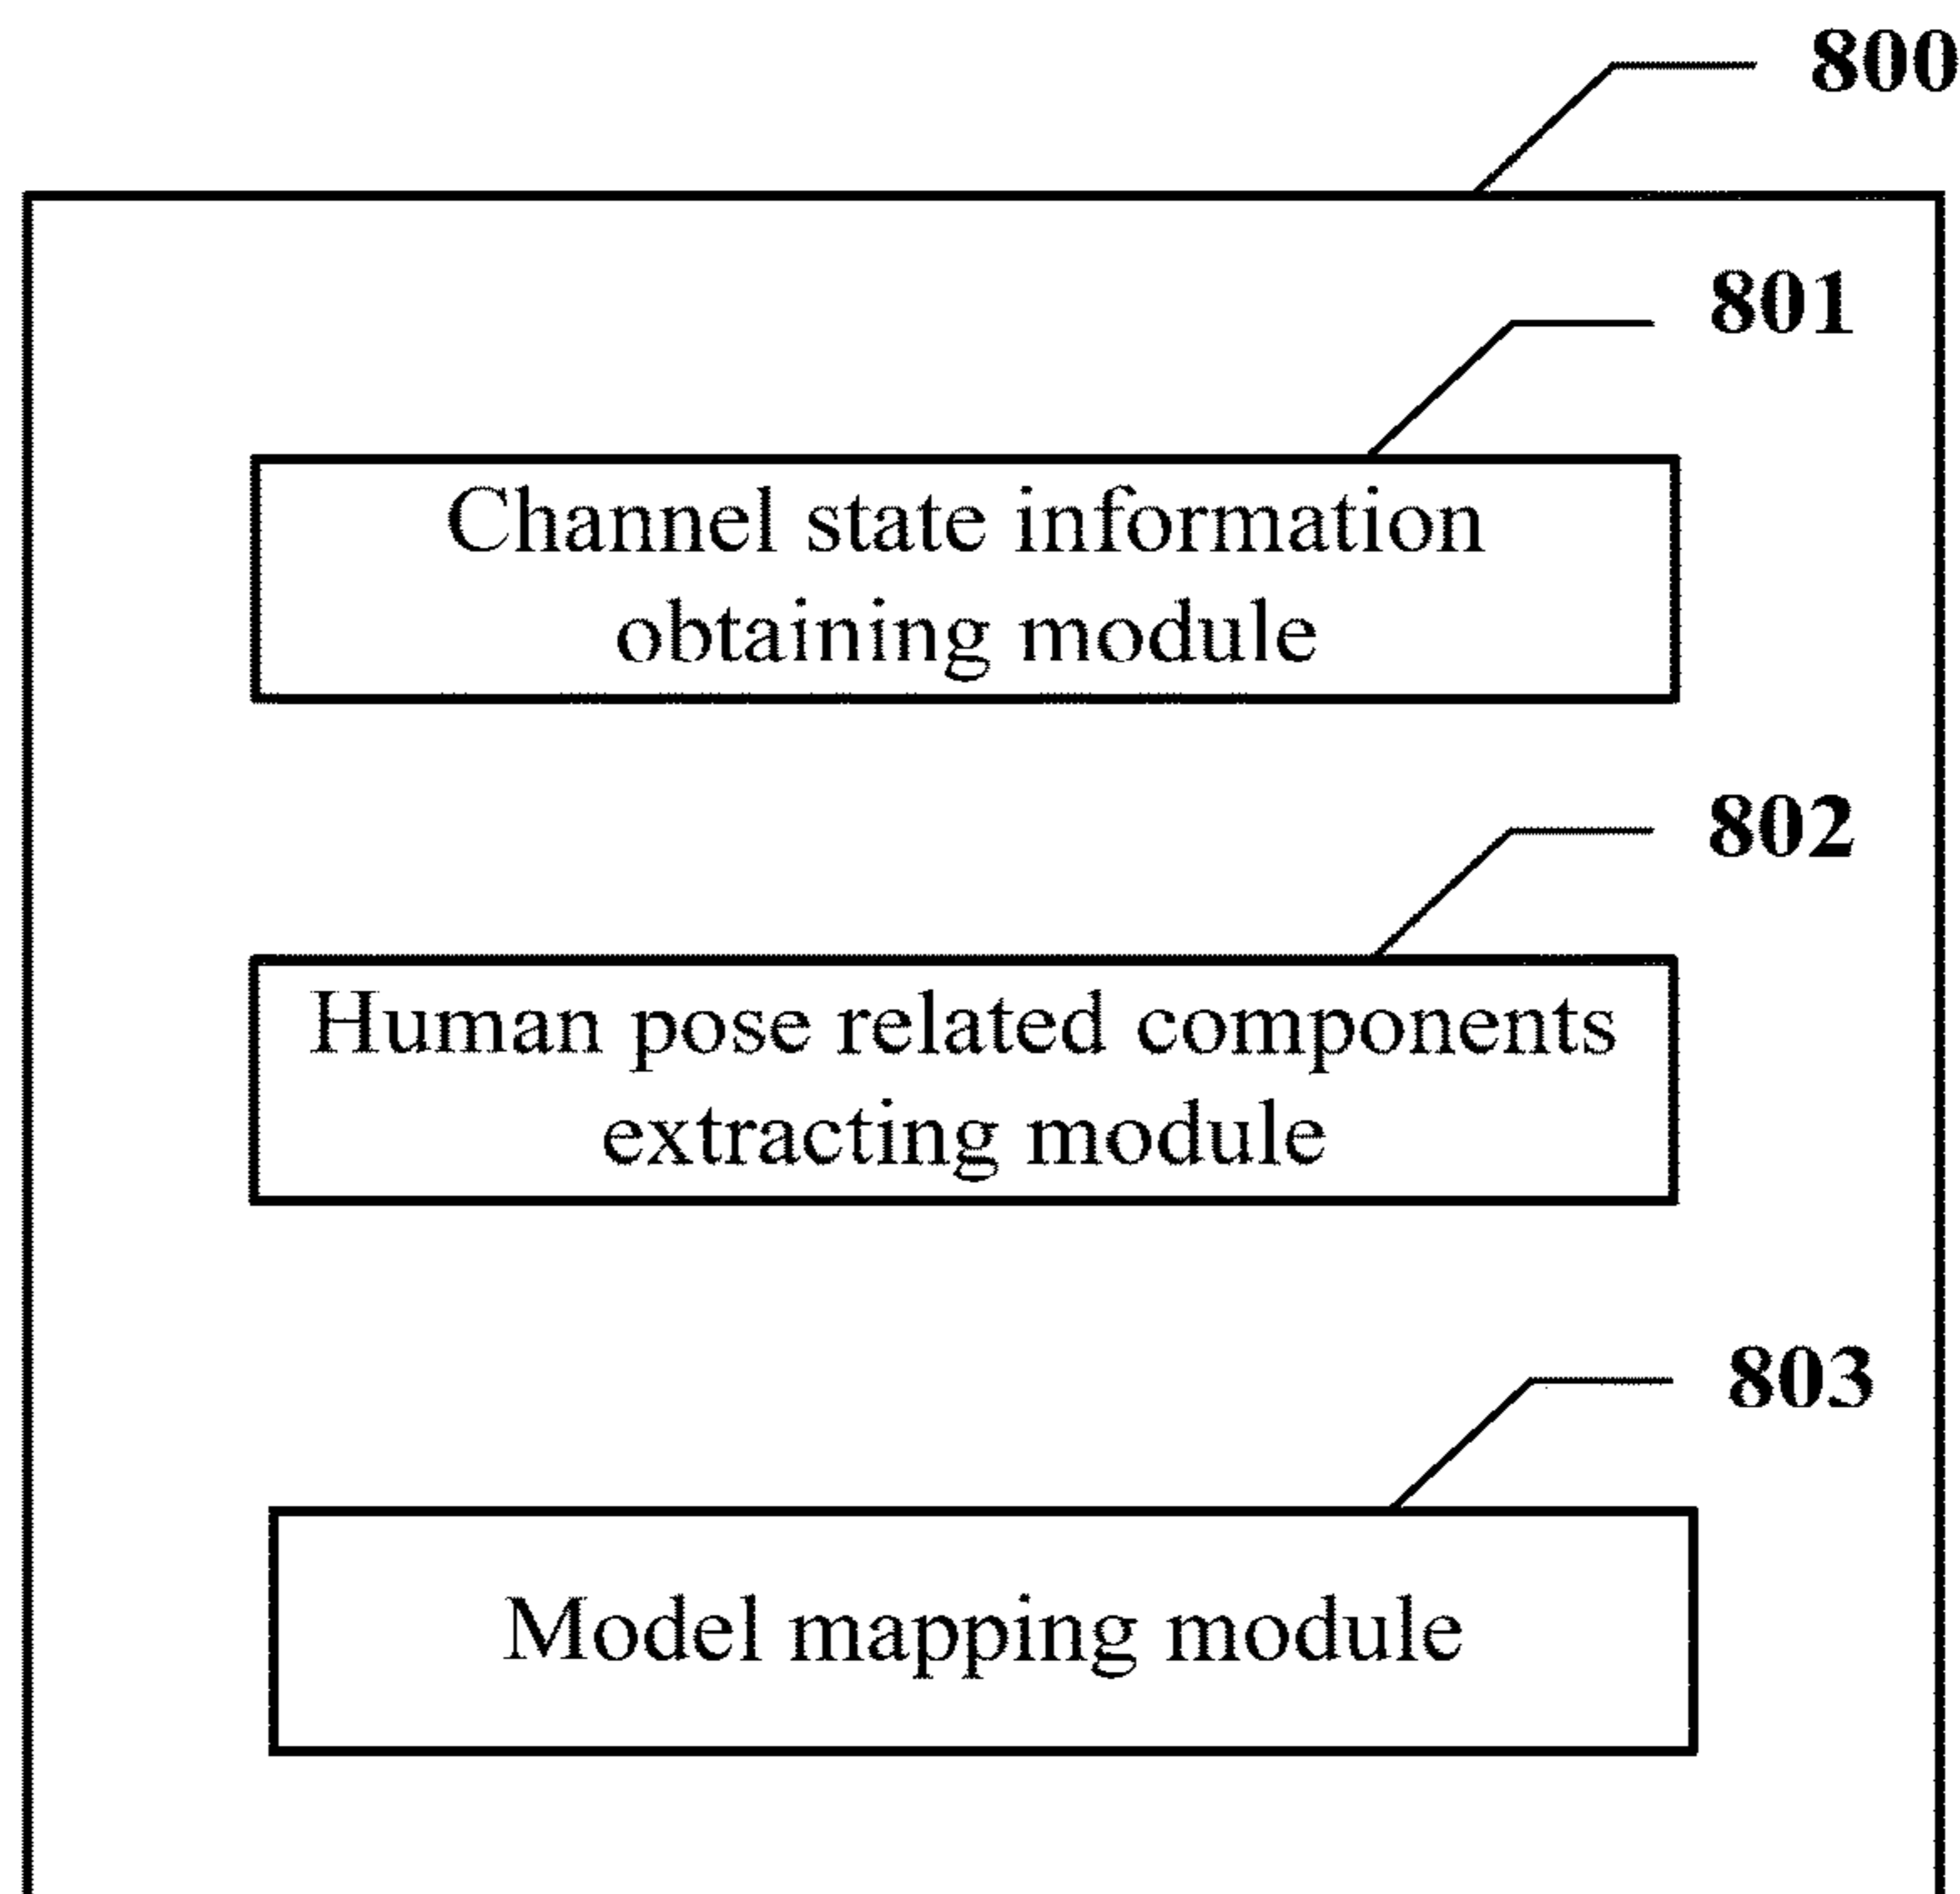 800
801
Channel state information
obtaining module
802
Human pose related components
extracting module
803
Model mapping module